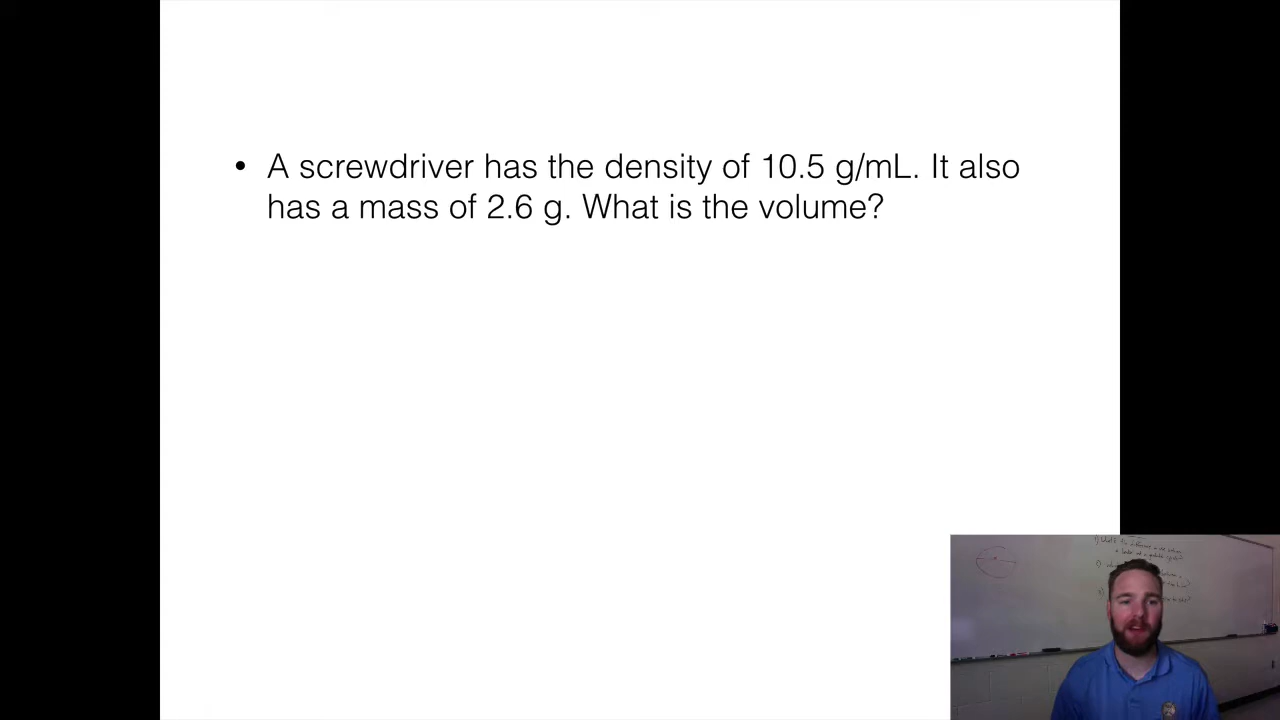 • A screwdriver has the density of 10.5 g/mL. It also
has a mass of 2.6 g. What is the volume?